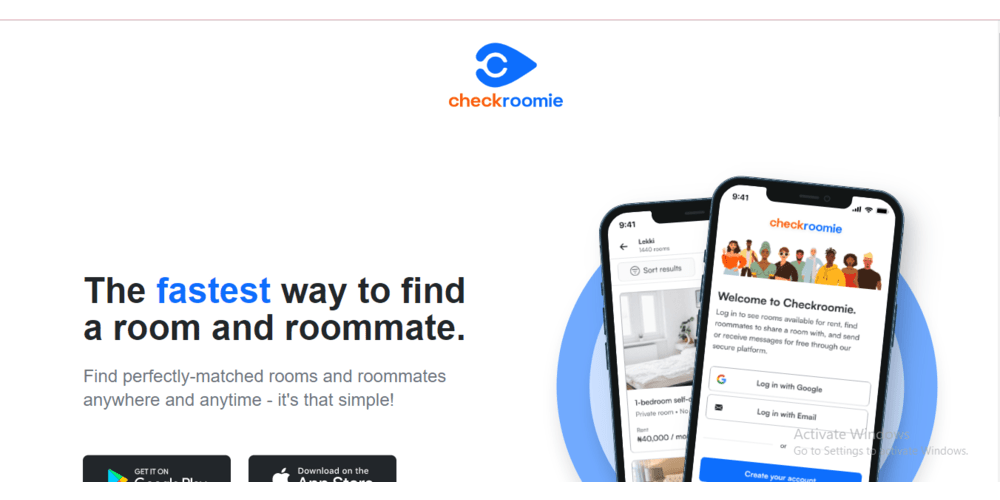 checkroomie
The fastest way to find
a room and roommate.
Find perfectly-matched rooms and roommates
anywhere and anytime - it's that simple!
GET IT ON
Google Play
Download on the
App Store
9:41
Lekki
1440 rooms
Sort results
1-bedroom self-c
Private room • No
Rent
₦40,000 / mo
9:41
checkroomie
Welcome to Checkroomie.
Log in to see rooms available for rent, find
roommates to share a room with, and send
or receive messages for free through our
secure platform.
Log in with Google
Log in with Email
or
Create your account
Activate Windows
Go to Settings to activate Windows.